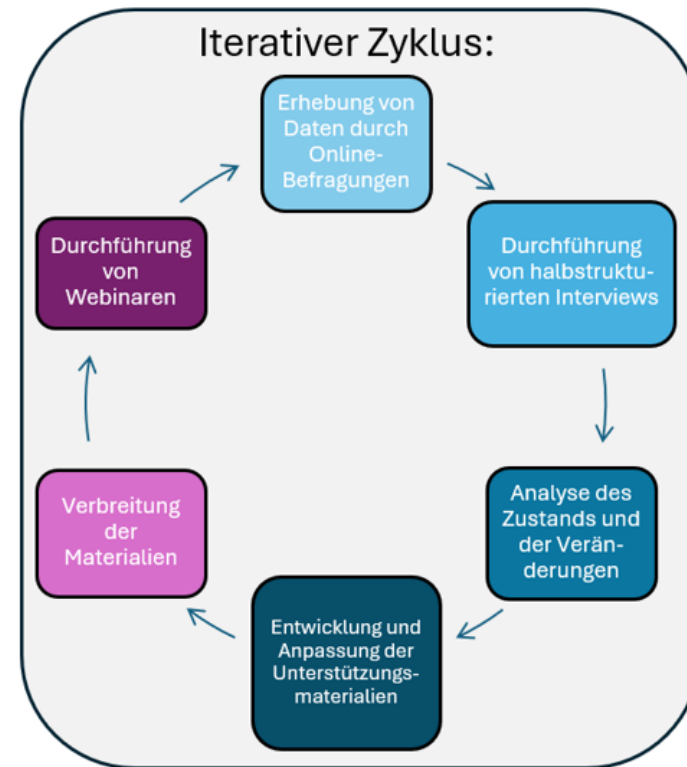 Iterativer Zyklus:
Erhebung von
Daten durch
Online-
Befragungen
Durchführung
von halbstruktu-
rierten Interviews
Analyse des
Zustands und
der Verän-
derungen
Entwicklung und
Anpassung der
Unterstützungs-
materialien
Verbreitung
der
Materialien
Durchführung
von
Webinaren